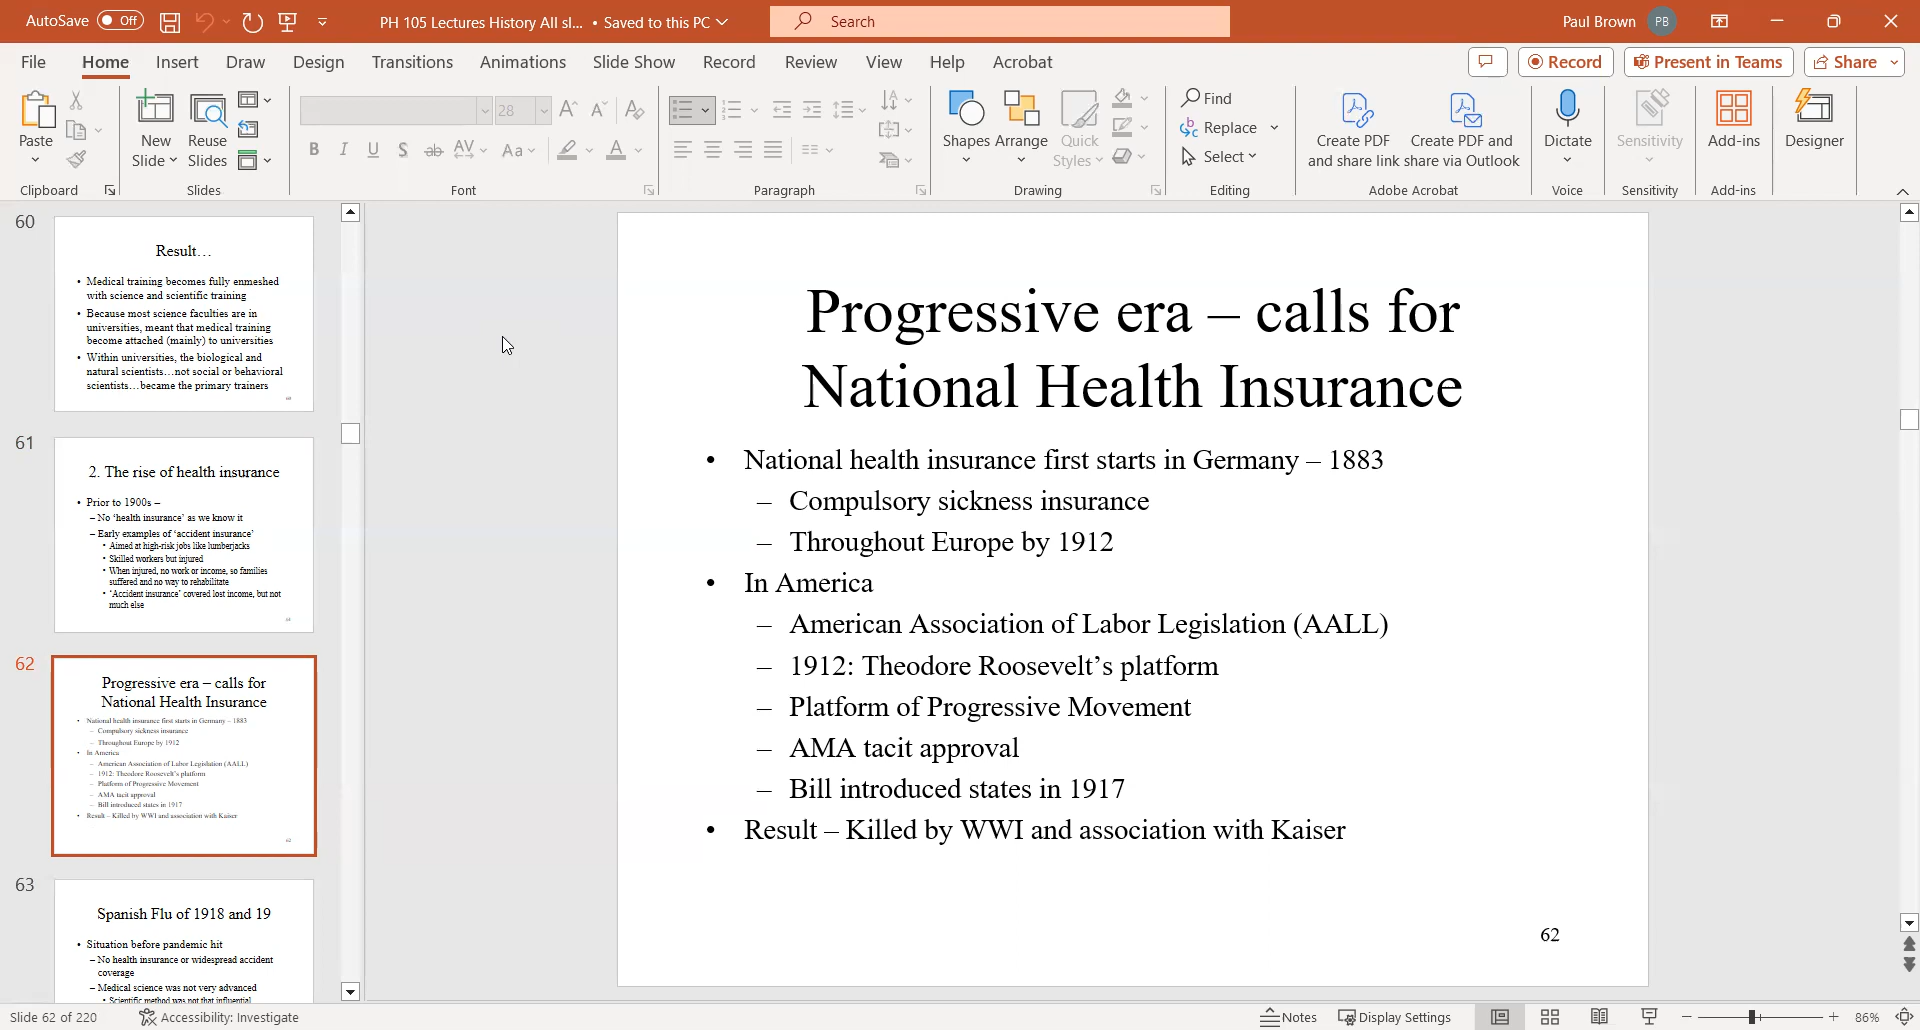 AutoSave Off PH 105 Lectures History All sl... • Saved to this PC Search Paul Brown PB
File Home Insert Draw Design Transitions Animations Slide Show Record Review View Help Acrobat Record Present in Teams Share
Paste New Slide Reuse Slides 28 Shapes Arrange Quick Styles Find Replace Select Create PDF and share link Create PDF and share via Outlook Dictate Sensitivity Add-ins Designer
Clipboard Slides Font Paragraph Drawing Editing Adobe Acrobat Voice Sensitivity Add-ins
60
Result…
• Medical training becomes fully enmeshed
with science and scientific training
• Because most science faculties are in
universities, meant that medical training
become attached (mainly) to universities
• Within universities, the biological and
natural scientists…not social or behavioral
scientists…became the primary trainers
61
2. The rise of health insurance
• Prior to 1900s –
– No ‘health insurance’ as we know it
– Early examples of ‘accident insurance’
• Aimed at high-risk jobs like lumberjacks
• Skilled workers but injured
• When injured, no work or income, so families
suffered and no way to rehabilitate
• ‘Accident insurance’ covered lost income, but not
much else
62
Progressive era – calls for
National Health Insurance
• National health insurance first starts in Germany – 1883
– Compulsory sickness insurance
– Throughout Europe by 1912
• In America
– American Association of Labor Legislation (AALL)
– 1912: Theodore Roosevelt’s platform
– Platform of Progressive Movement
– AMA tacit approval
– Bill introduced states in 1917
• Result – Killed by WWI and association with Kaiser
62
63
Spanish Flu of 1918 and 19
• Situation before pandemic hit
– No health insurance or widespread accident
coverage
– Medical science was not very advanced
• Scientific method was not that influential
Progressive era – calls for
National Health Insurance
• National health insurance first starts in Germany – 1883
– Compulsory sickness insurance
– Throughout Europe by 1912
• In America
– American Association of Labor Legislation (AALL)
– 1912: Theodore Roosevelt’s platform
– Platform of Progressive Movement
– AMA tacit approval
– Bill introduced states in 1917
• Result – Killed by WWI and association with Kaiser
62
Slide 62 of 220 Accessibility: Investigate Notes Display Settings 86%